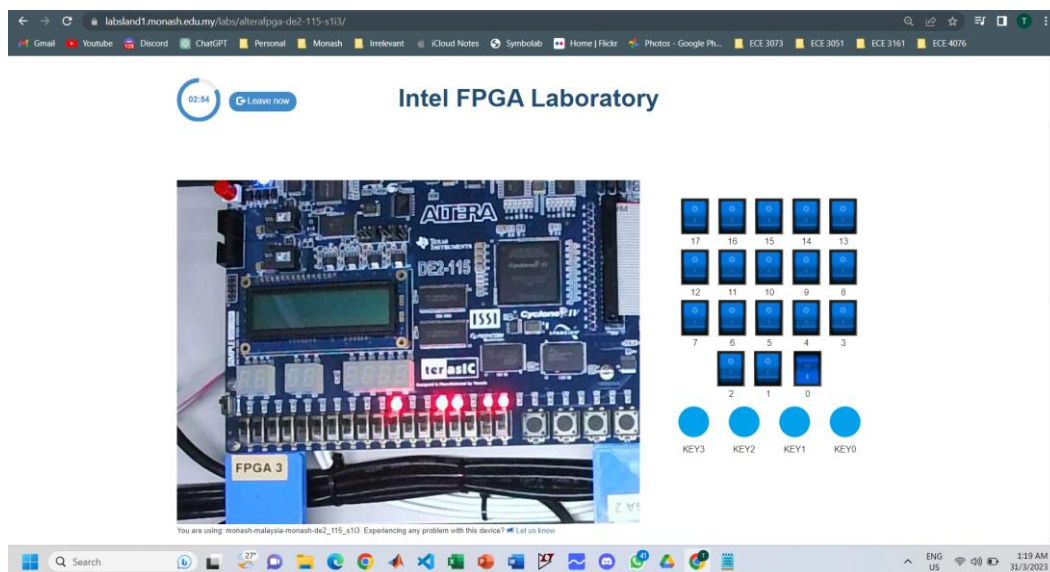 labsland1.monash.edu.my/labs/alterafpga-de2-115-s1i3/
T
Gmail Youtube Discord ChatGPT Personal Monash Irrelevant iCloud Notes Symbolab Home | Flickr Photos - Google Ph... ECE 3073 ECE 3051 ECE 3161 ECE 4076
02:54
Leave now
Intel FPGA Laboratory
ALTERA
TEXAS INSTRUMENTS
DE2-115
Cyclone IV
ISSI
Cyclone IV
terasIC
FPGA 3
17 16 15 14 13
12 11 10 9 8
7 6 5 4 3
2 1 0
KEY3 KEY2 KEY1 KEY0
You are using: monash-malaysia-monash-de2_115_s1i3. Experiencing any problem with this device? Let us know
Search
27°
ENG
US
1:19 AM
31/3/2023